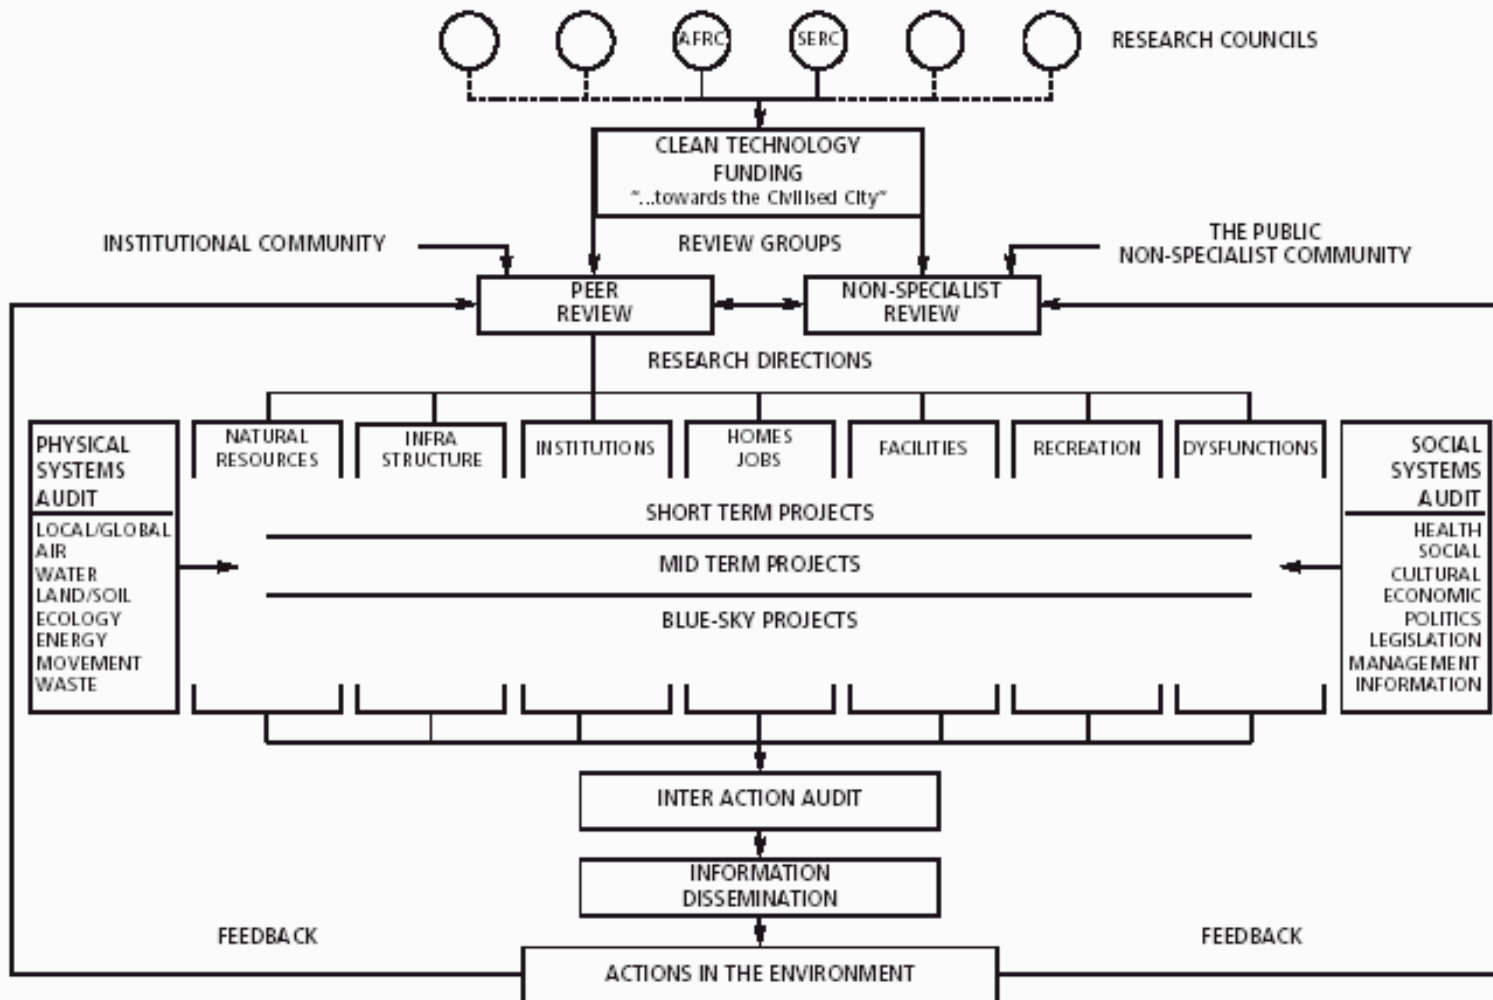 AFRC
SERC
RESEARCH COUNCILS
CLEAN TECHNOLOGY
FUNDING
"...towards the Civilised City"
INSTITUTIONAL COMMUNITY
REVIEW GROUPS
THE PUBLIC
NON-SPECIALIST COMMUNITY
PEER
REVIEW
NON-SPECIALIST
REVIEW
RESEARCH DIRECTIONS
PHYSICAL
SYSTEMS
AUDIT
LOCAL/GLOBAL
AIR
WATER
LAND/SOIL
ECOLOGY
ENERGY
MOVEMENT
WASTE
NATURAL
RESOURCES
INFRA
STRUCTURE
INSTITUTIONS
HOMES
JOBS
FACILITIES
RECREATION
DYSFUNCTIONS
SOCIAL
SYSTEMS
AUDIT
HEALTH
SOCIAL
CULTURAL
ECONOMIC
POLITICS
LEGISLATION
MANAGEMENT
INFORMATION
SHORT TERM PROJECTS
MID TERM PROJECTS
BLUE-SKY PROJECTS
INTER ACTION AUDIT
INFORMATION
DISSEMINATION
FEEDBACK
FEEDBACK
ACTIONS IN THE ENVIRONMENT